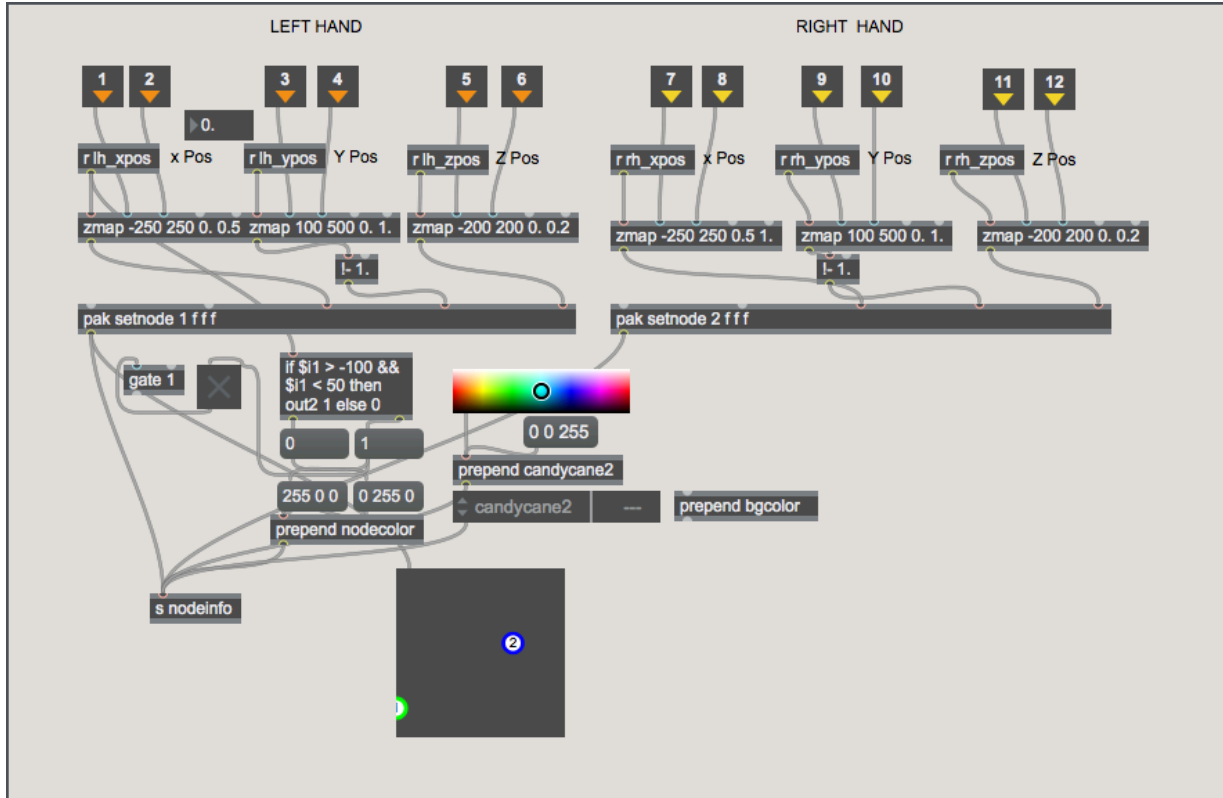 LEFT HAND
RIGHT HAND
1
2
3
4
5
6
7
8
9
10
11
12
0.
r lh_xpos
x Pos
r lh_ypos
Y Pos
r lh_zpos
Z Pos
r rh_xpos
x Pos
r rh_ypos
Y Pos
r rh_zpos
Z Pos
zmap -250 250 0. 0.5
zmap 100 500 0. 1.
zmap -200 200 0. 0.2
zmap -250 250 0.5 1.
zmap 100 500 0. 1.
zmap -200 200 0. 0.2
!- 1.
!- 1.
pak setnode 1 f f f
pak setnode 2 f f f
gate 1
if $i1 > -100 &&
$i1 < 50 then
out2 1 else 0
0
1
0 0 255
prepend candycane2
255 0 0
0 255 0
candycane2
---
prepend bgcolor
prepend nodecolor
s nodeinfo
2